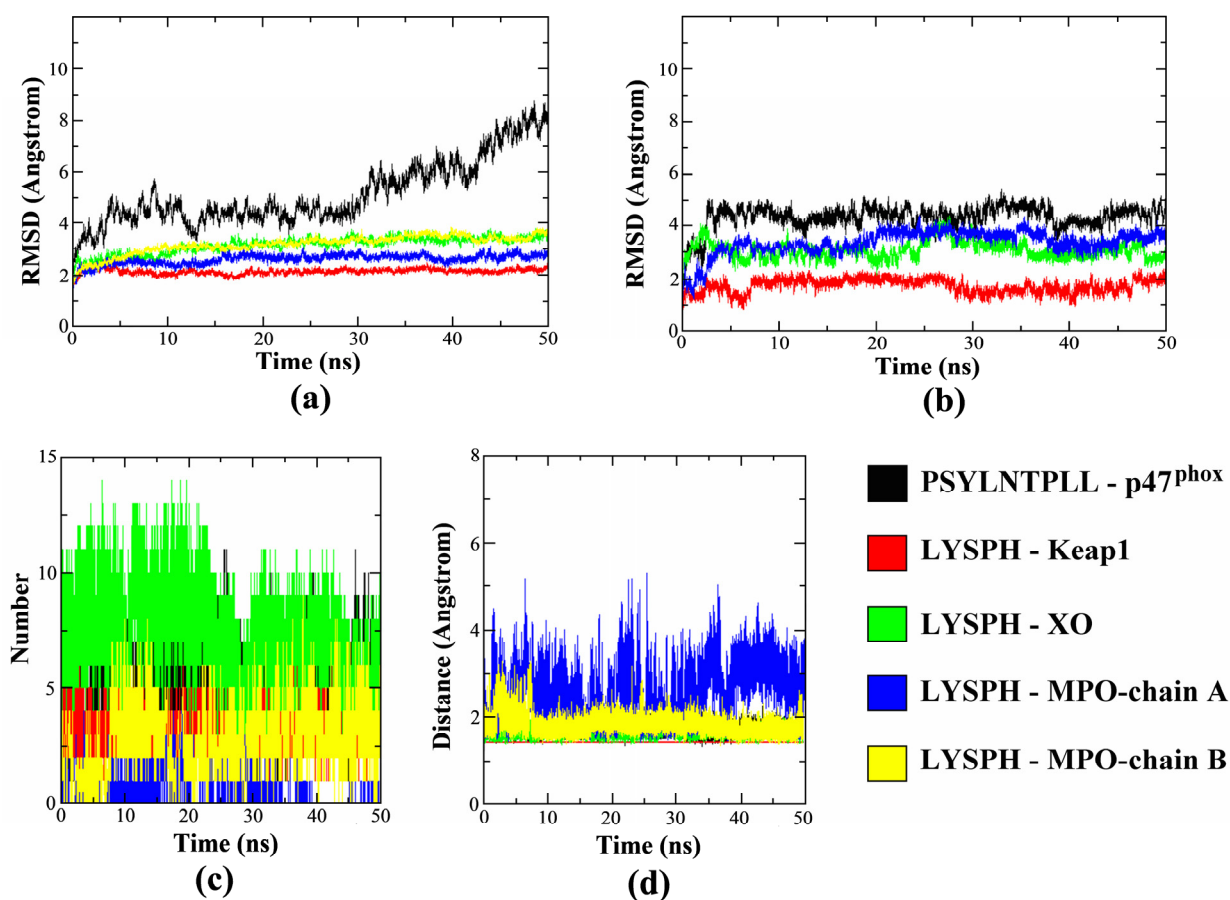 10
8
6
4
2
0
RMSD (Angstrom)
0 10 20 30 40 50
Time (ns)
(a)
10
8
6
4
2
0
RMSD (Angstrom)
0 10 20 30 40 50
Time (ns)
(b)
15
10
5
0
Number
0 10 20 30 40 50
Time (ns)
(c)
8
6
4
2
0
Distance (Angstrom)
0 10 20 30 40 50
Time (ns)
(d)
PSYLNTPLL - p47phox
LYSPH - Keap1
LYSPH - XO
LYSPH - MPO-chain A
LYSPH - MPO-chain B